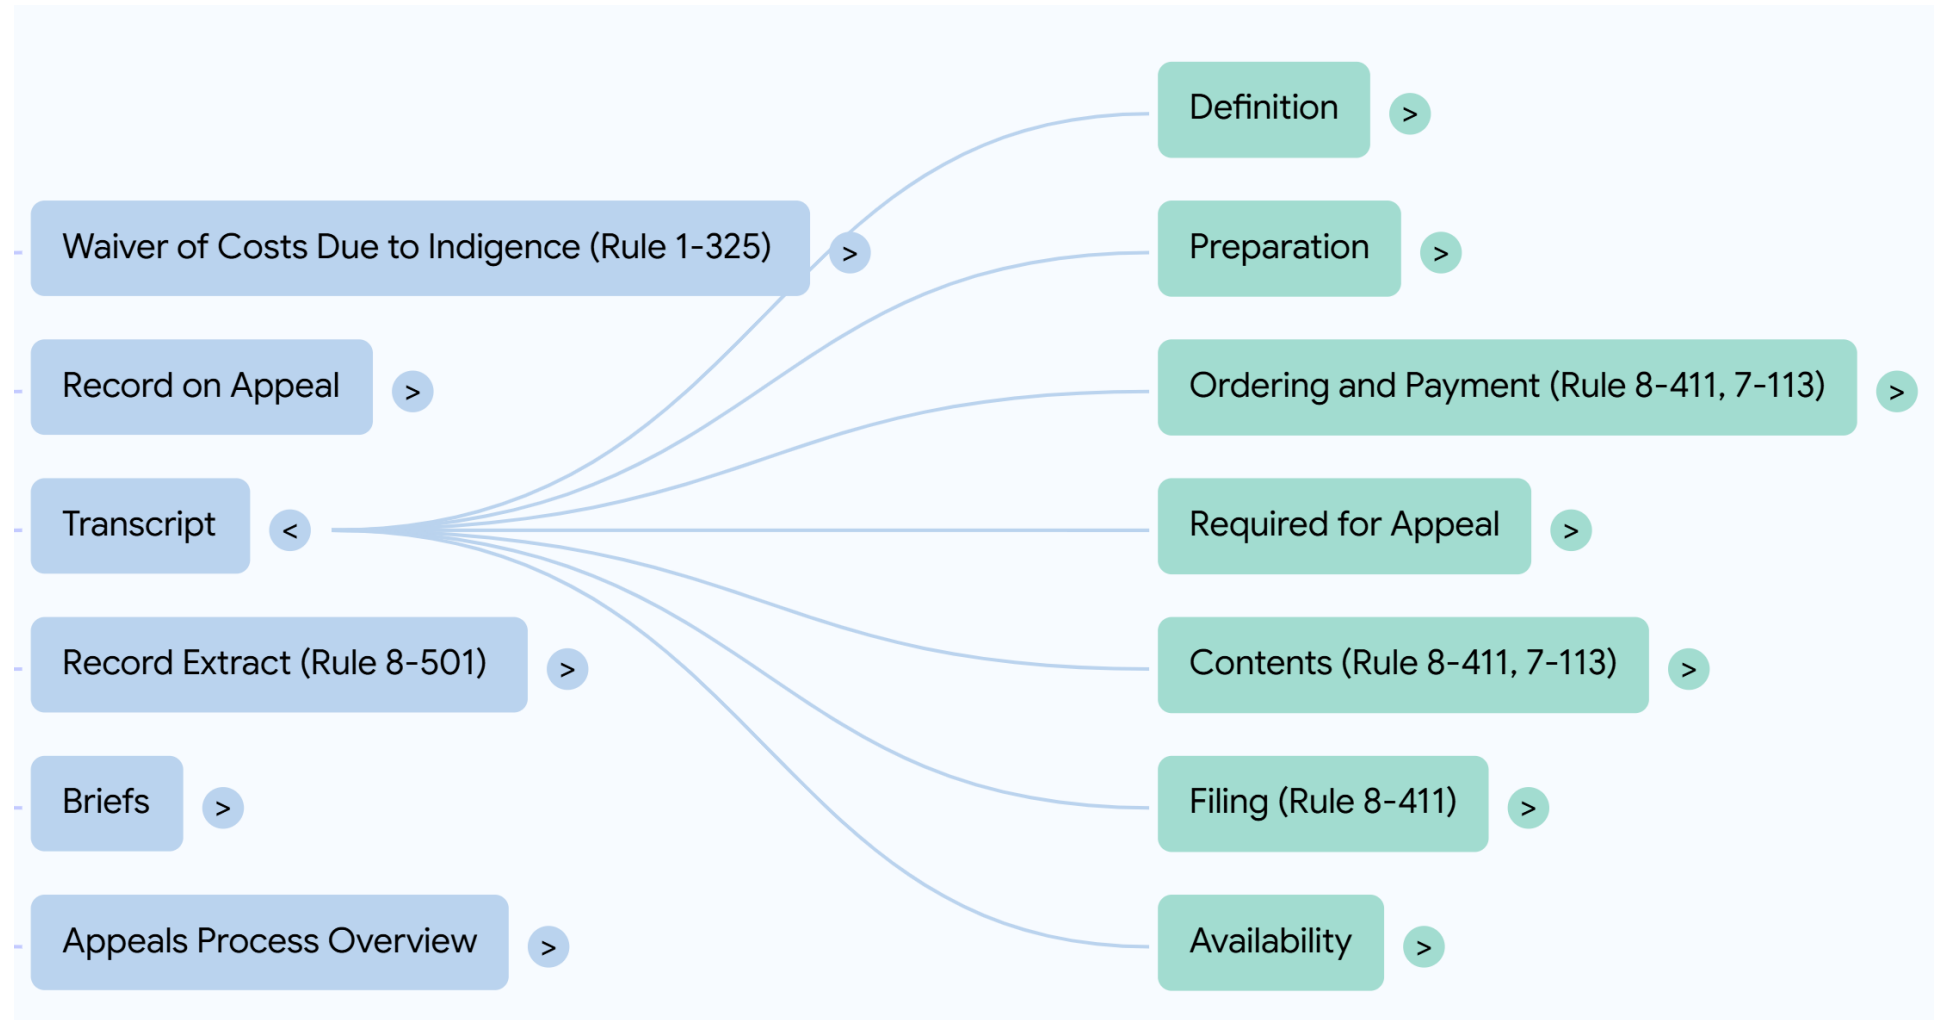 Waiver of Costs Due to Indigence (Rule 1-325)
>
Record on Appeal
>
Transcript
<
Record Extract (Rule 8-501)
>
Briefs
>
Appeals Process Overview
>
Definition
>
Preparation
>
Ordering and Payment (Rule 8-411, 7-113)
>
Required for Appeal
>
Contents (Rule 8-411, 7-113)
>
Filing (Rule 8-411)
>
Availability
>